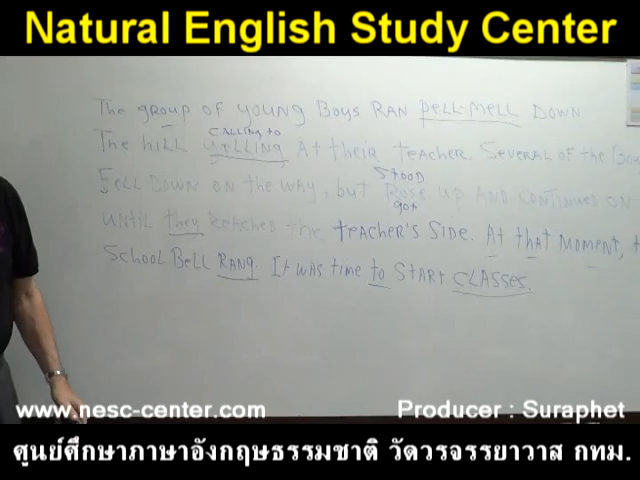 Natural English Study Center
The group of young Boys RAN pell-mell DOWN
CALLING to
The hill yelling At their teacher. Several of the Boy
STOOD
Fell DOWN ON the way, but Rose up AND CONTINUES ON
got
until they reached the teacher's side. At that moment, t
School Bell RANG. It was time to START CLASSES.
www.nesc-center.com
Producer : Suraphet
ศูนย์ศึกษาภาษาอังกฤษธรรมชาติ วัดวรจรรยาวาส กทม.